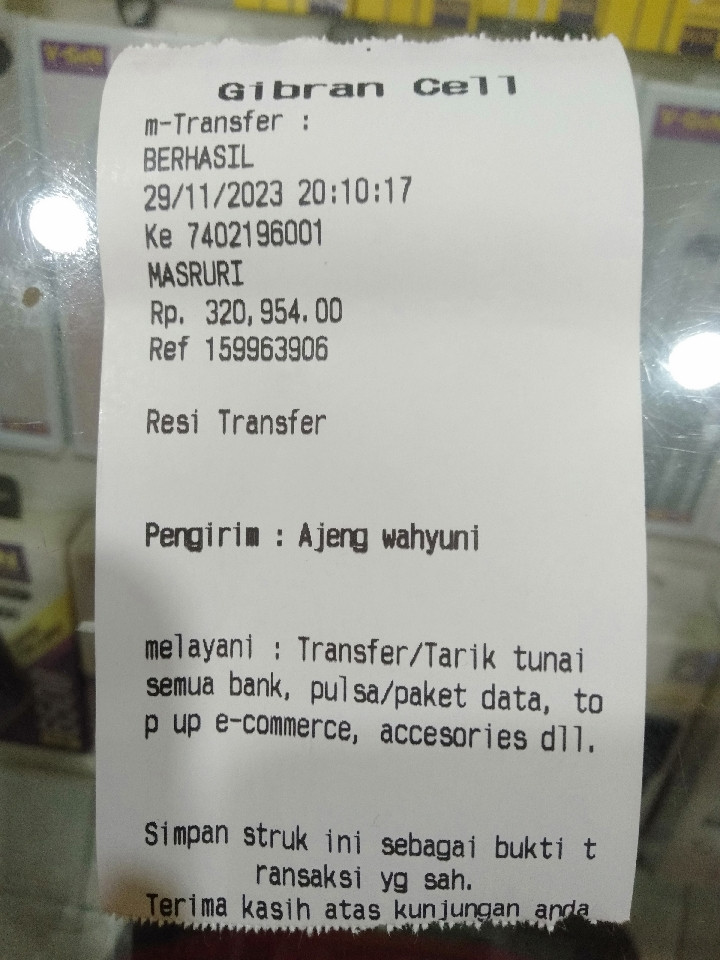 Gibran Cell
m-Transfer :
BERHASIL
29/11/2023 20:10:17
Ke 7402196001
MASRURI
Rp. 320,954.00
Ref 159963906
Resi Transfer
Pengirim : Ajeng wahyuni
melayani : Transfer/Tarik tunai
semua bank, pulsa/paket data, to
p up e-commerce, accesories dll.
Simpan struk ini sebagai bukti t
ransaksi yg sah.
Terima kasih atas kunjungan anda